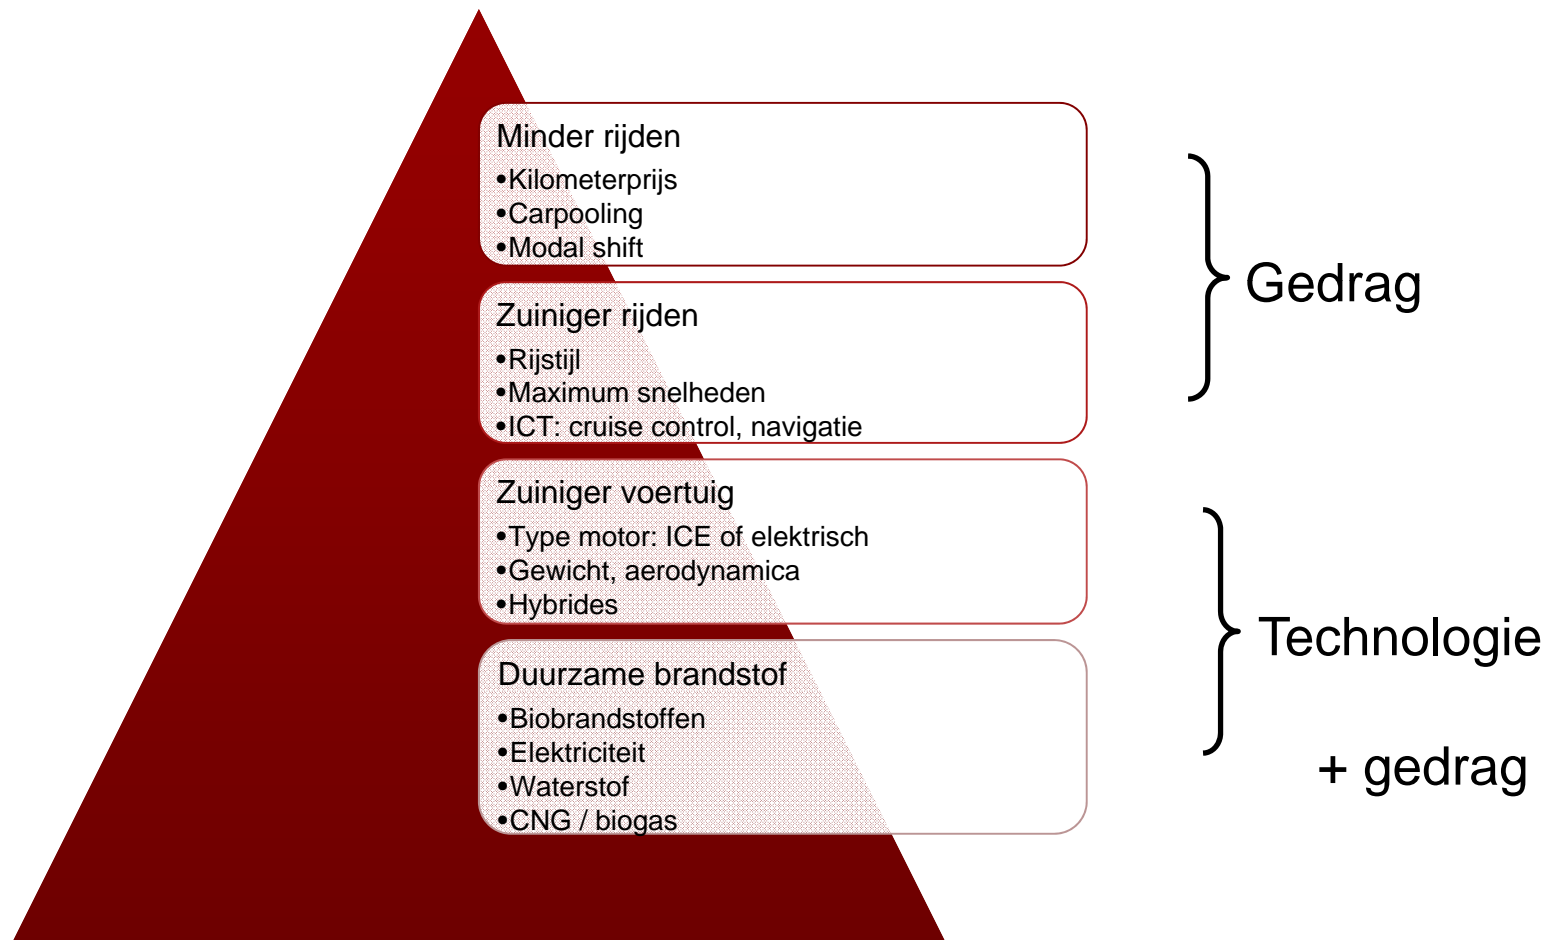 Minder rijden
•Kilometerprijs
•Carpooling
•Modal shift
Zuiniger rijden
•Rijstijl
•Maximum snelheden
•ICT: cruise control, navigatie
Gedrag
Zuiniger voertuig
•Type motor: ICE of elektrisch
•Gewicht, aerodynamica
•Hybrides
Duurzame brandstof
•Biobrandstoffen
•Elektriciteit
•Waterstof
•CNG / biogas
Technologie
+ gedrag